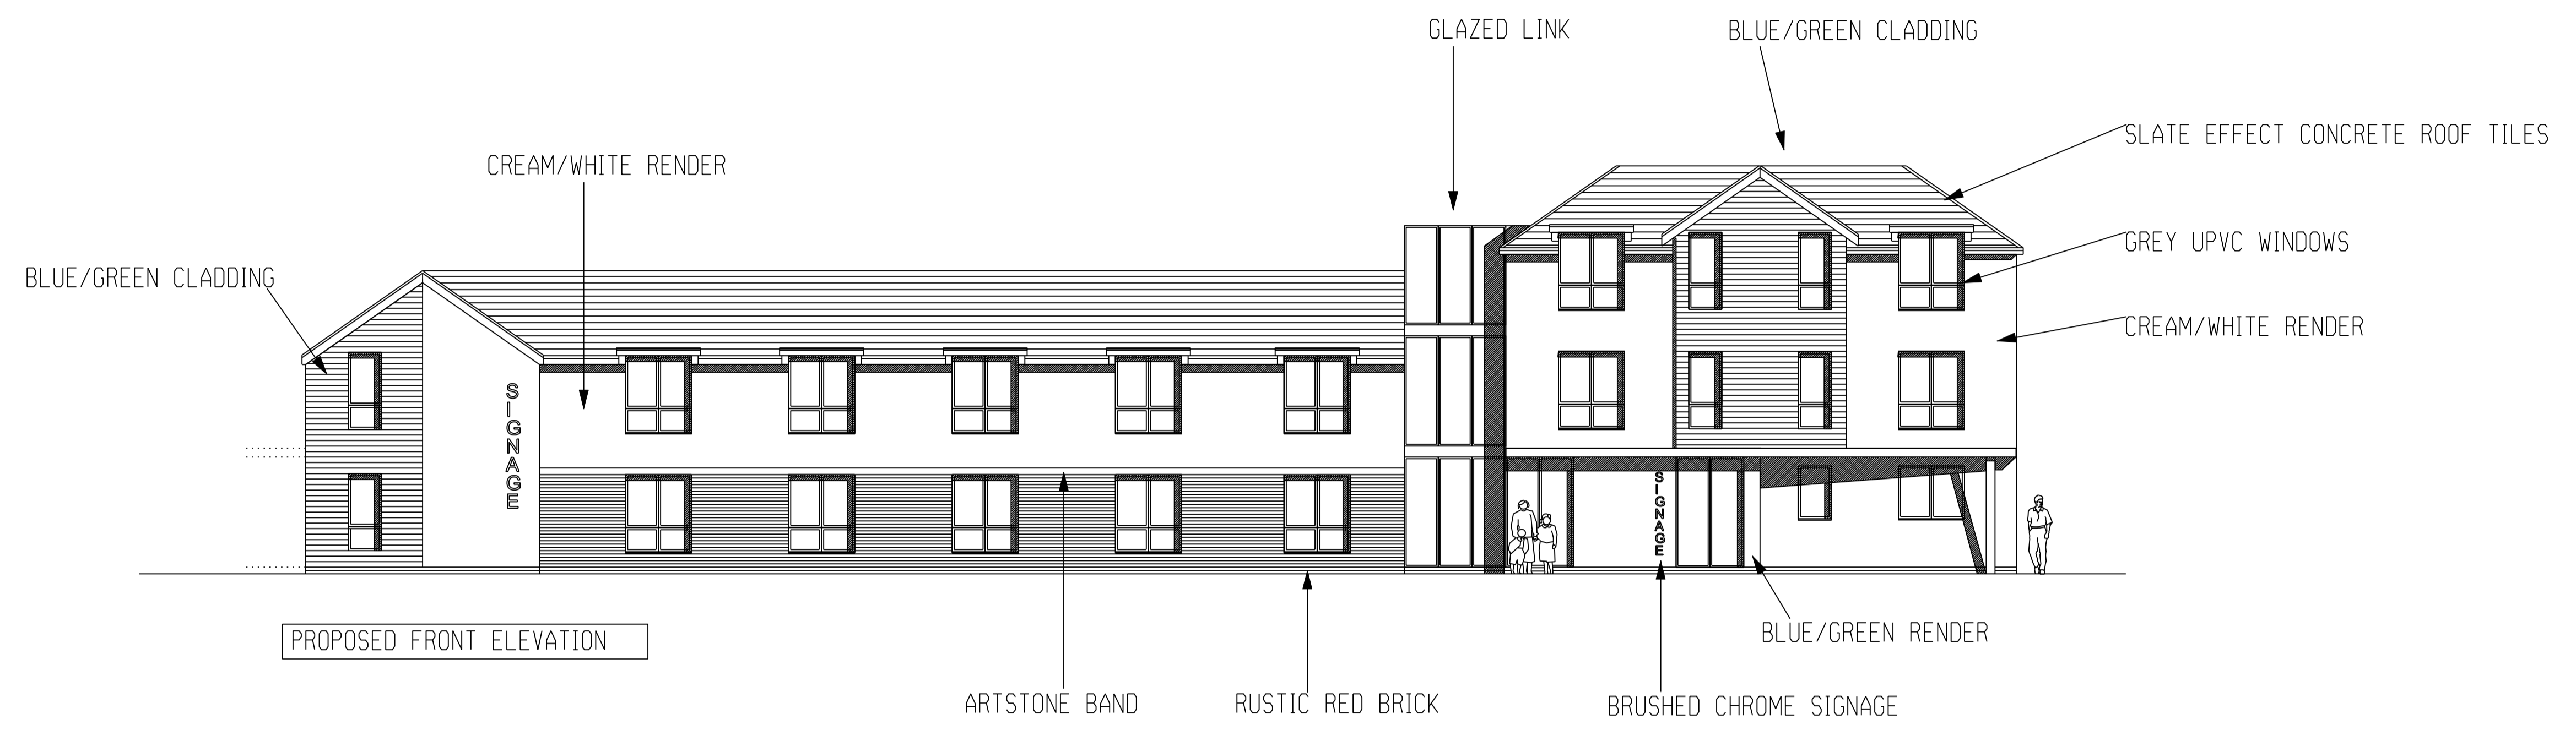 GLAZED LINK
BLUE/GREEN CLADDING
SLATE EFFECT CONCRETE ROOF TILES
CREAM/WHITE RENDER
GREY UPVC WINDOWS
BLUE/GREEN CLADDING
CREAM/WHITE RENDER
SIGNAGE
SIGNAGE
BLUE/GREEN RENDER
PROPOSED FRONT ELEVATION
ARTSTONE BAND
RUSTIC RED BRICK
BRUSHED CHROME SIGNAGE